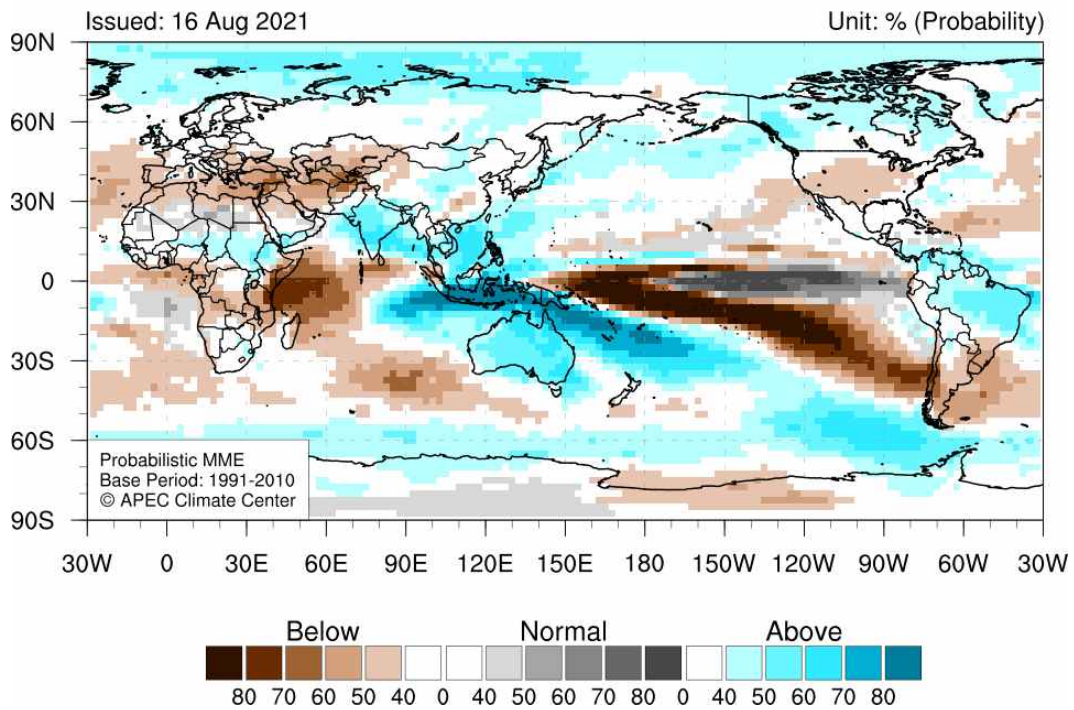 Issued: 16 Aug 2021 Unit: % (Probability)
90N
60N
30N
0
30S
60S
90S
Probabilistic MME
Base Period: 1991-2010
© APEC Climate Center
30W 0 30E 60E 90E 120E 150E 180 150W 120W 90W 60W 30W
Below Normal Above
80 70 60 50 40 0 40 50 60 70 80 0 40 50 60 70 80